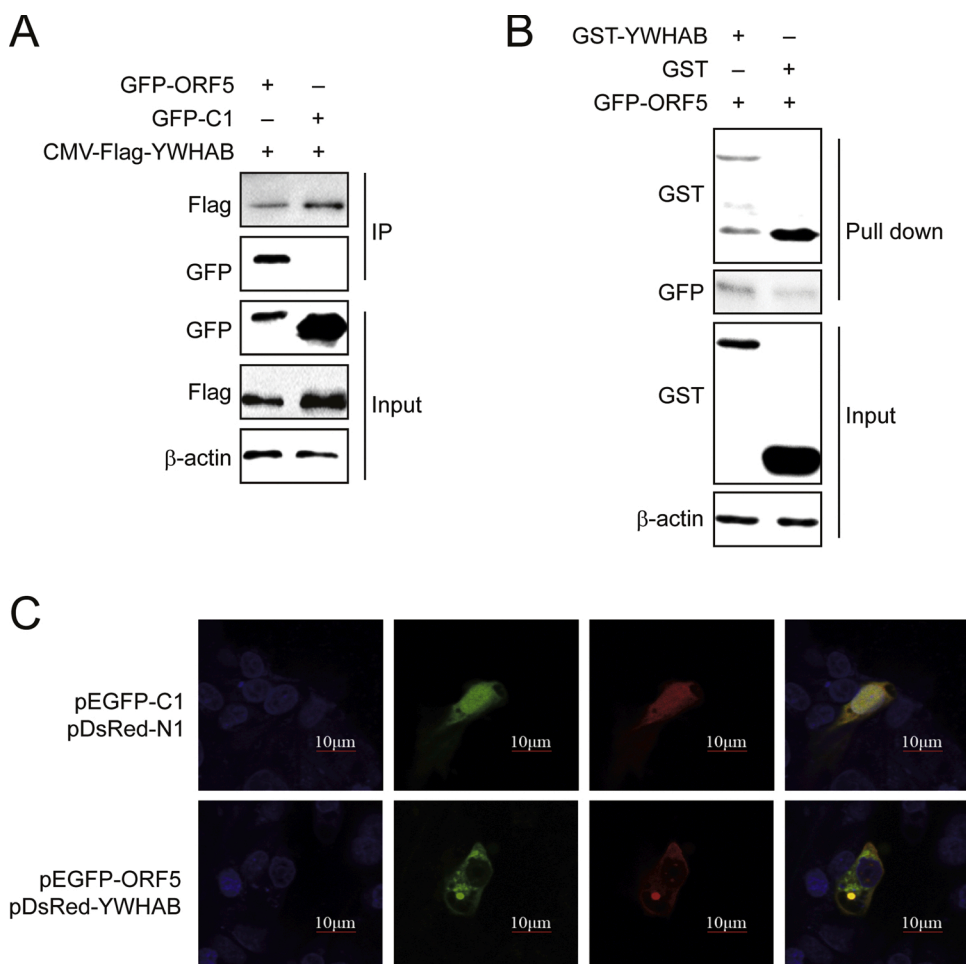 A
GFP-ORF5 + –
GFP-C1 – +
CMV-Flag-YWHAB + +
Flag
GFP
IP
GFP
Flag
β-actin
Input
B
GST-YWHAB + –
GST – +
GFP-ORF5 + +
GST
GFP
Pull down
GST
β-actin
Input
C
pEGFP-C1
pDsRed-N1
10μm 10μm 10μm 10μm
pEGFP-ORF5
pDsRed-YWHAB
10μm 10μm 10μm 10μm